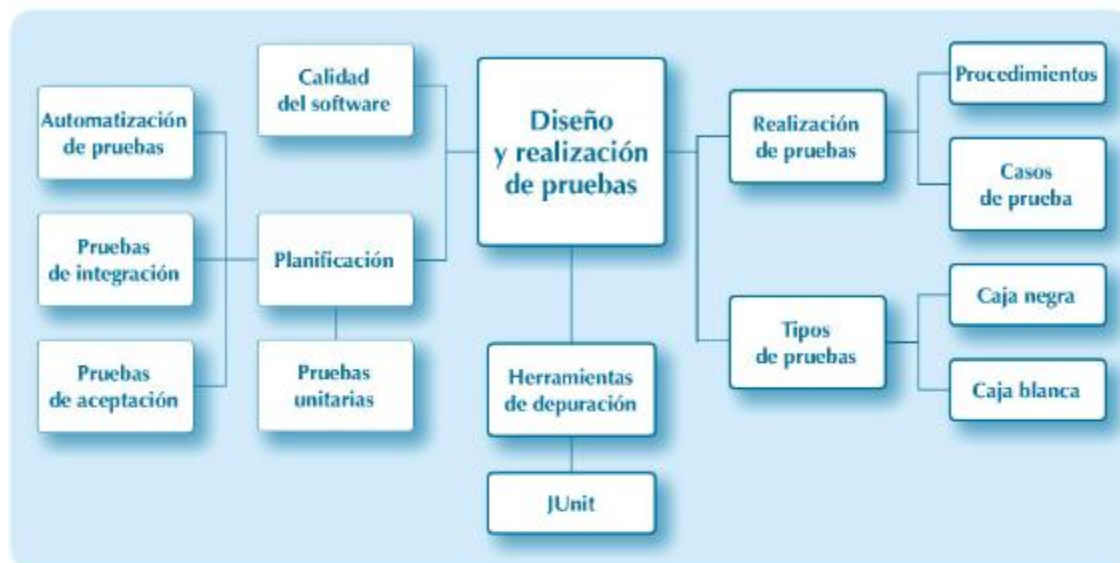 Calidad
del software
Automatización
de pruebas
Pruebas
de integración
Planificación
Pruebas
de aceptación
Pruebas
unitarias
Diseño
y realización
de pruebas
Herramientas
de depuración
JUnit
Realización
de pruebas
Procedimientos
Casos
de prueba
Tipos
de pruebas
Caja negra
Caja blanca